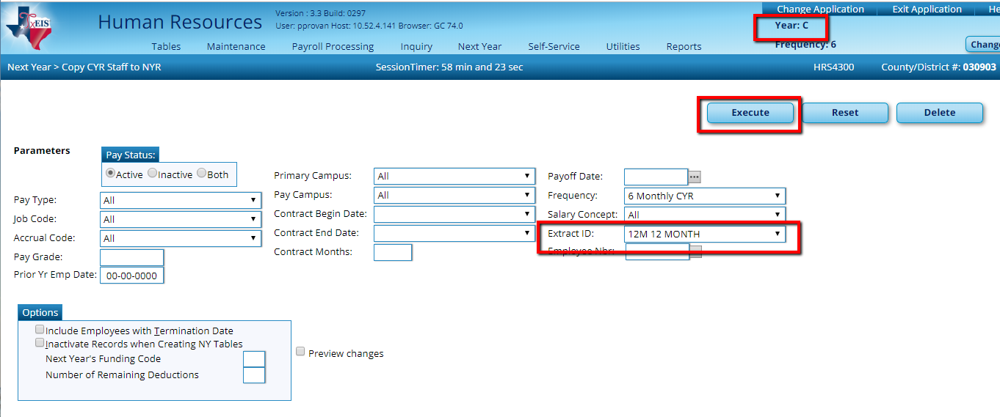 TxEIS
Human Resources
Version : 3.3 Build: 0297
User: pprovan Host: 10.52.4.141 Browser: GC 74.0
Change Application Exit Application He
Year: C
Frequency: 6
Change
Tables Maintenance Payroll Processing Inquiry Next Year Self-Service Utilities Reports
Next Year > Copy CYR Staff to NYR SessionTimer: 58 min and 23 sec HRS4300 County/District #: 030903
Execute Reset Delete
Parameters
Pay Status:
Active Inactive Both
Pay Type: All
Job Code: All
Accrual Code: All
Pay Grade:
Prior Yr Emp Date: 00-00-0000
Primary Campus: All
Pay Campus: All
Contract Begin Date:
Contract End Date:
Contract Months:
Payoff Date: ...
Frequency: 6 Monthly CYR
Salary Concept: All
Extract ID: 12M 12 MONTH
Employee Nbr:
Options
Include Employees with Termination Date
Inactivate Records when Creating NY Tables
Next Year's Funding Code
Number of Remaining Deductions
Preview changes